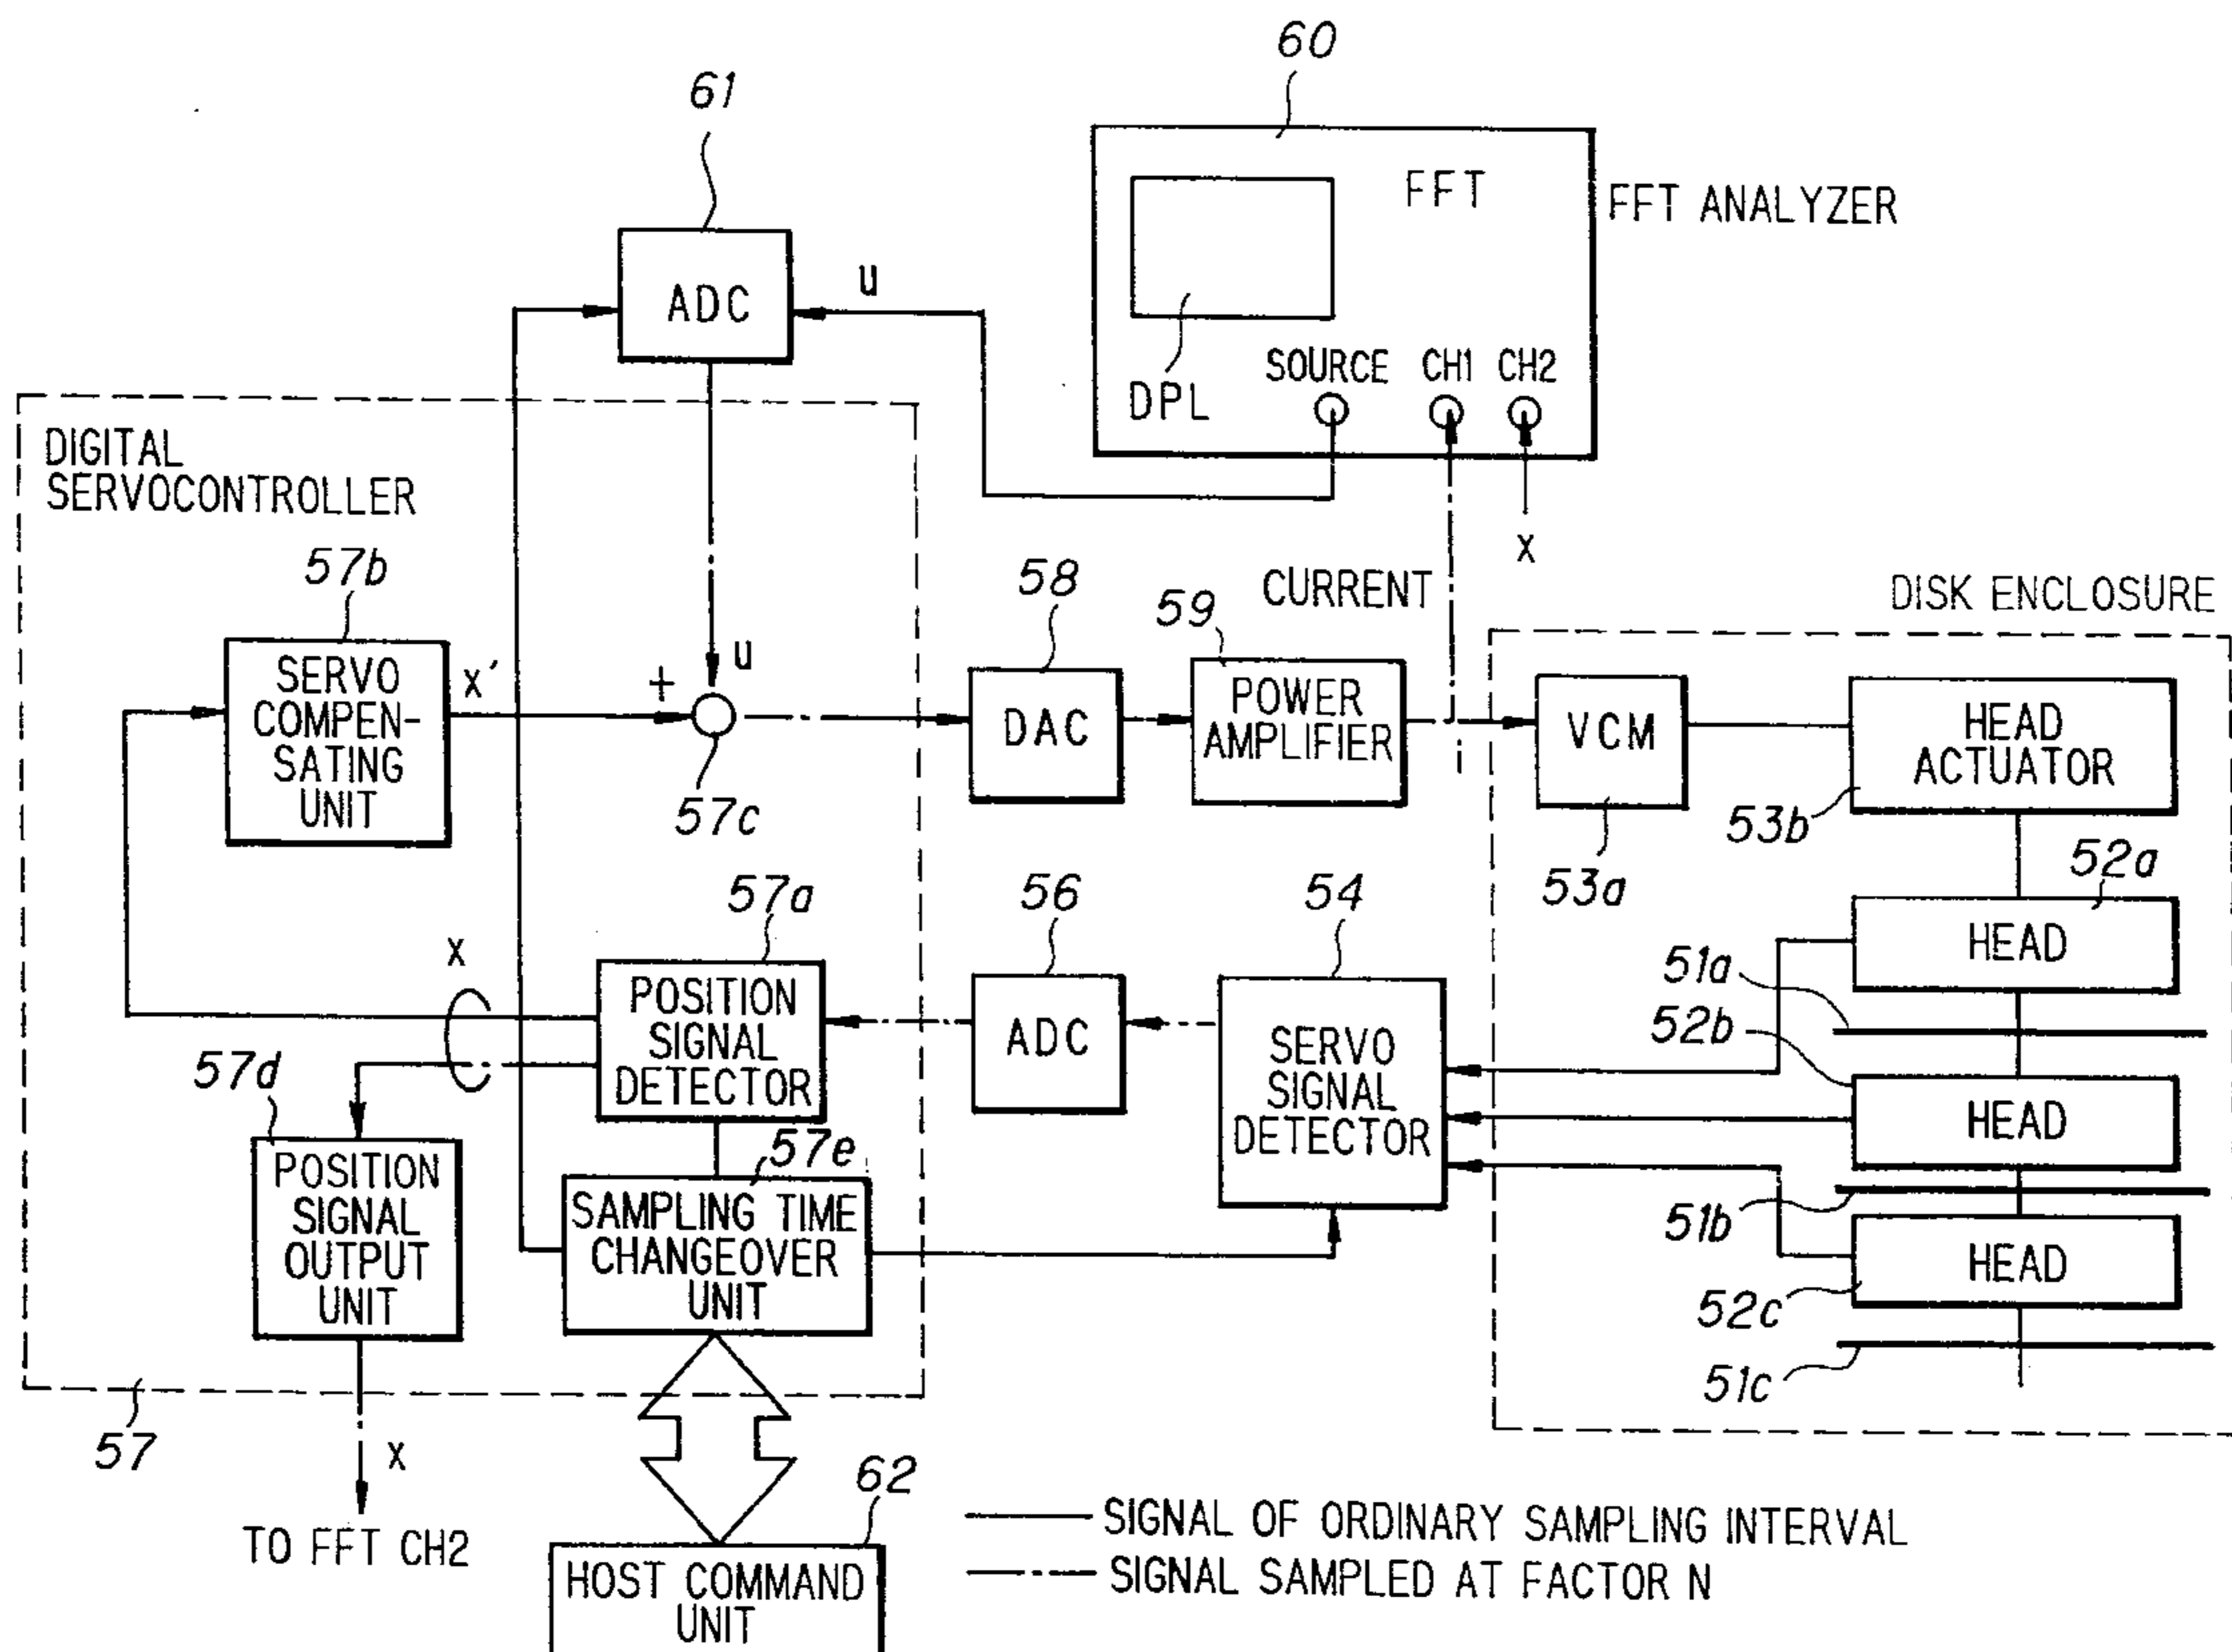 60
61
FFT
FFT ANALYZER
ADC
u
SOURCE
CH1
CH2
DPL
DIGITAL
SERVOCONTROLLER
x
57b
58
CURRENT
59
DISK ENCLOSURE
SERVO
COMPEN-
SATING
UNIT
x′
+
u
57c
DAC
POWER
AMPLIFIER
i
VCM
53a
HEAD
ACTUATOR
53b
52a
57a
56
54
x
POSITION
SIGNAL
DETECTOR
ADC
SERVO
SIGNAL
DETECTOR
HEAD
51a
52b
HEAD
51b
HEAD
52c
51c
57d
POSITION
SIGNAL
OUTPUT
UNIT
57e
SAMPLING TIME
CHANGEOVER
UNIT
57
x
TO FFT CH2
62
HOST COMMAND
UNIT
SIGNAL OF ORDINARY SAMPLING INTERVAL
SIGNAL SAMPLED AT FACTOR N